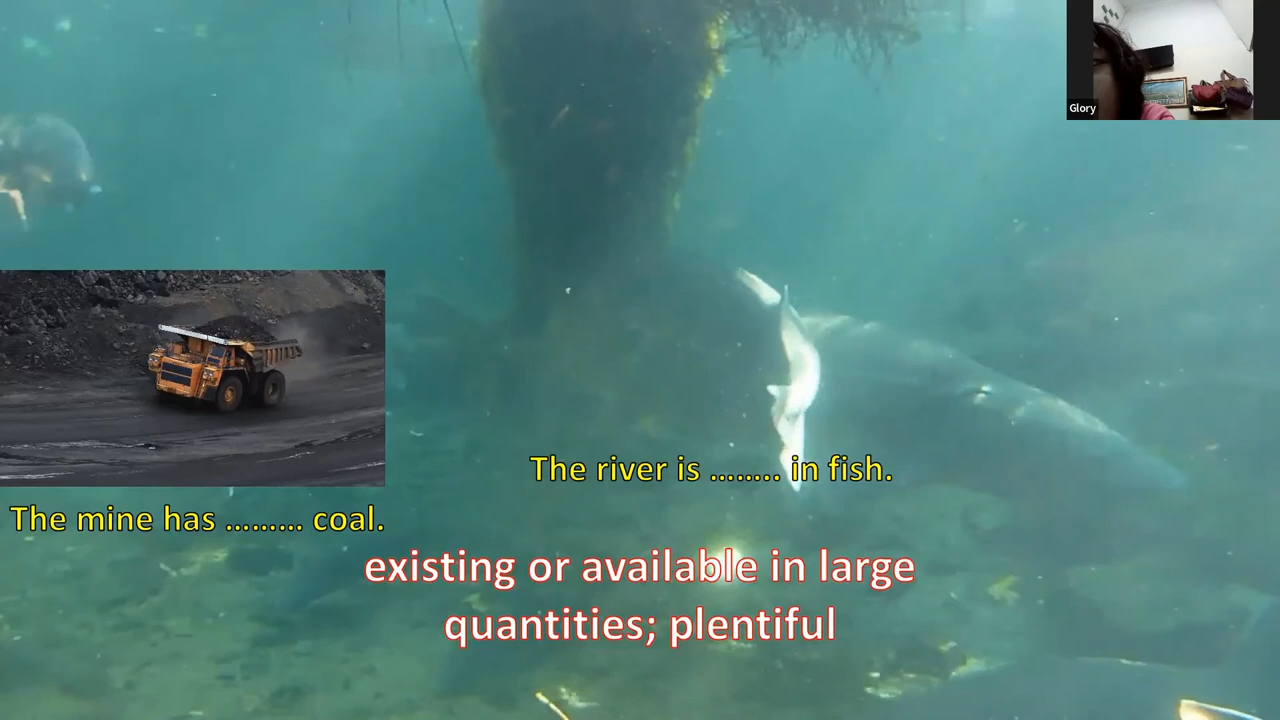 Glory
The river is ........ in fish.
The mine has ......... coal.
existing or available in large
quantities; plentiful